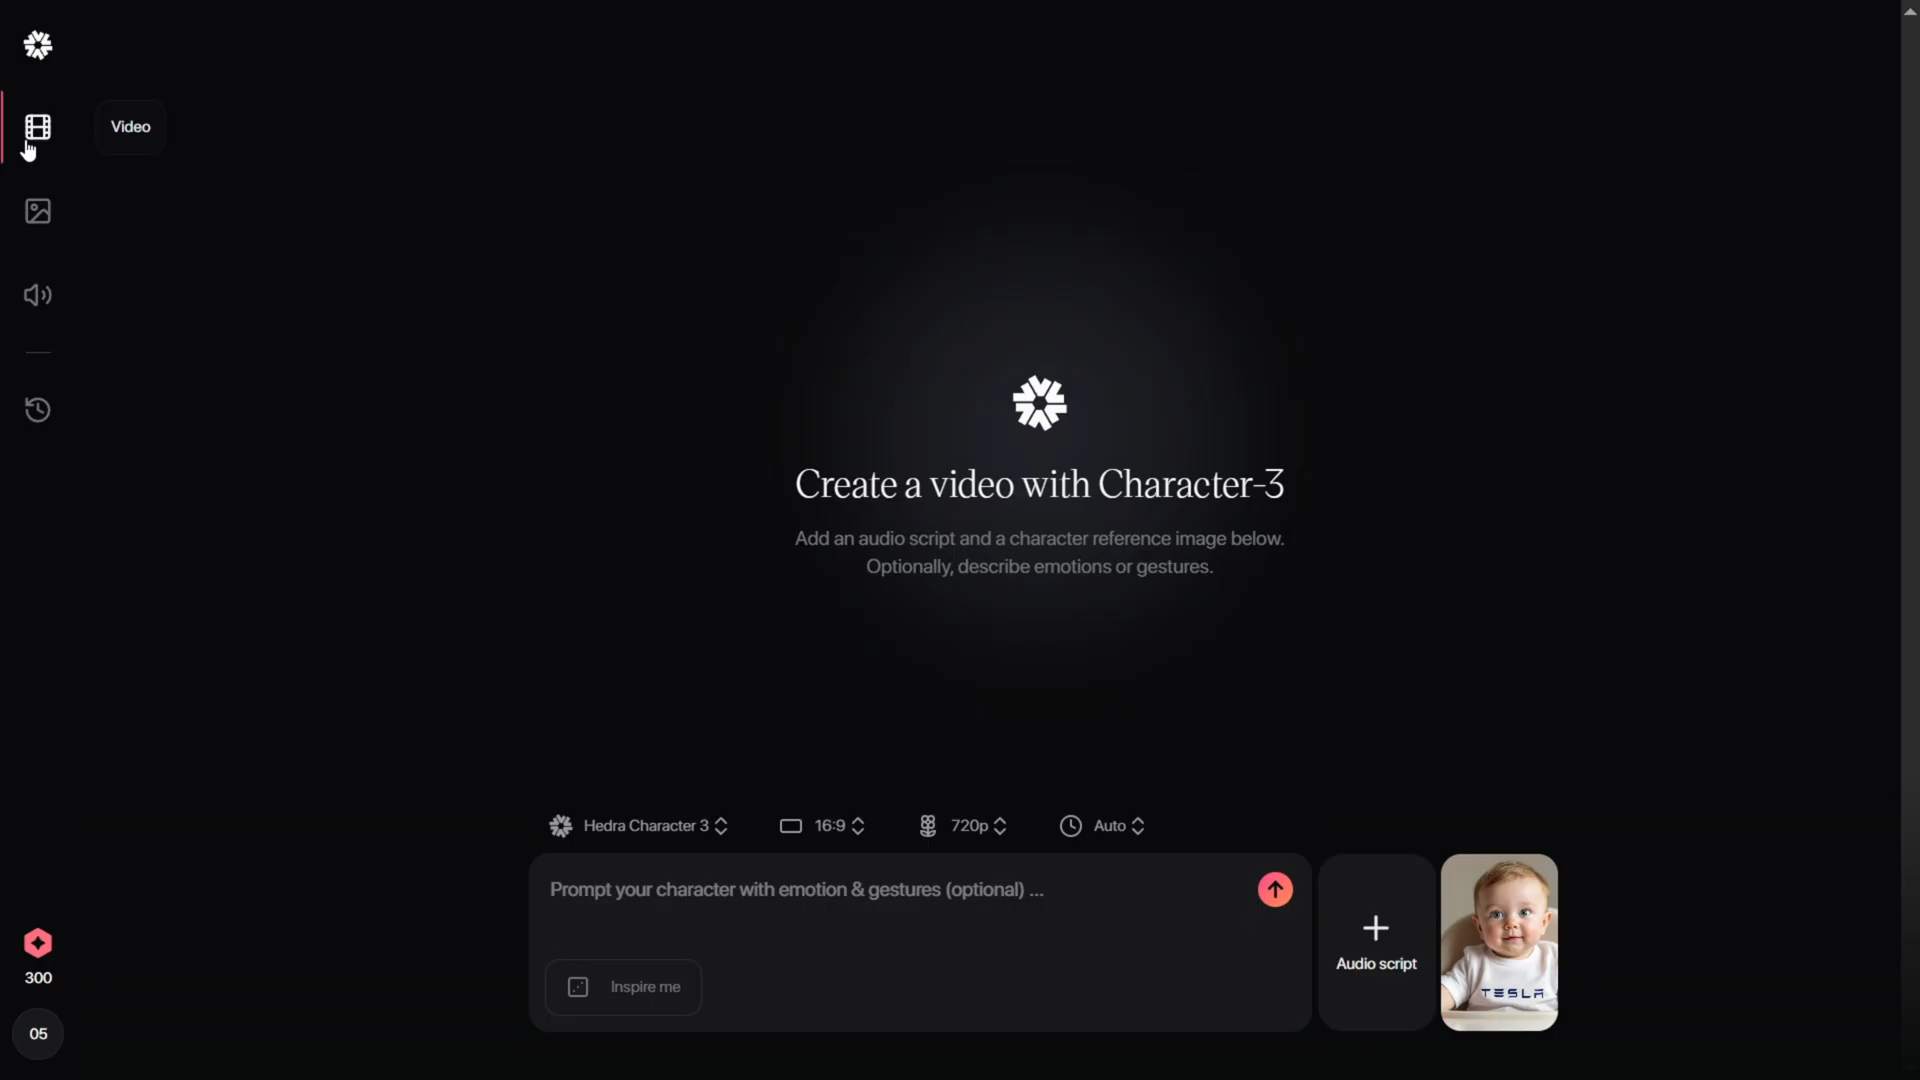 Video
Create a video with Character-3
Add an audio script and a character reference image below.
Optionally, describe emotions or gestures.
Hedra Character 3
16:9
720p
Auto
Prompt your character with emotion & gestures (optional) ...
Inspire me
Audio script
TESLA
300
05